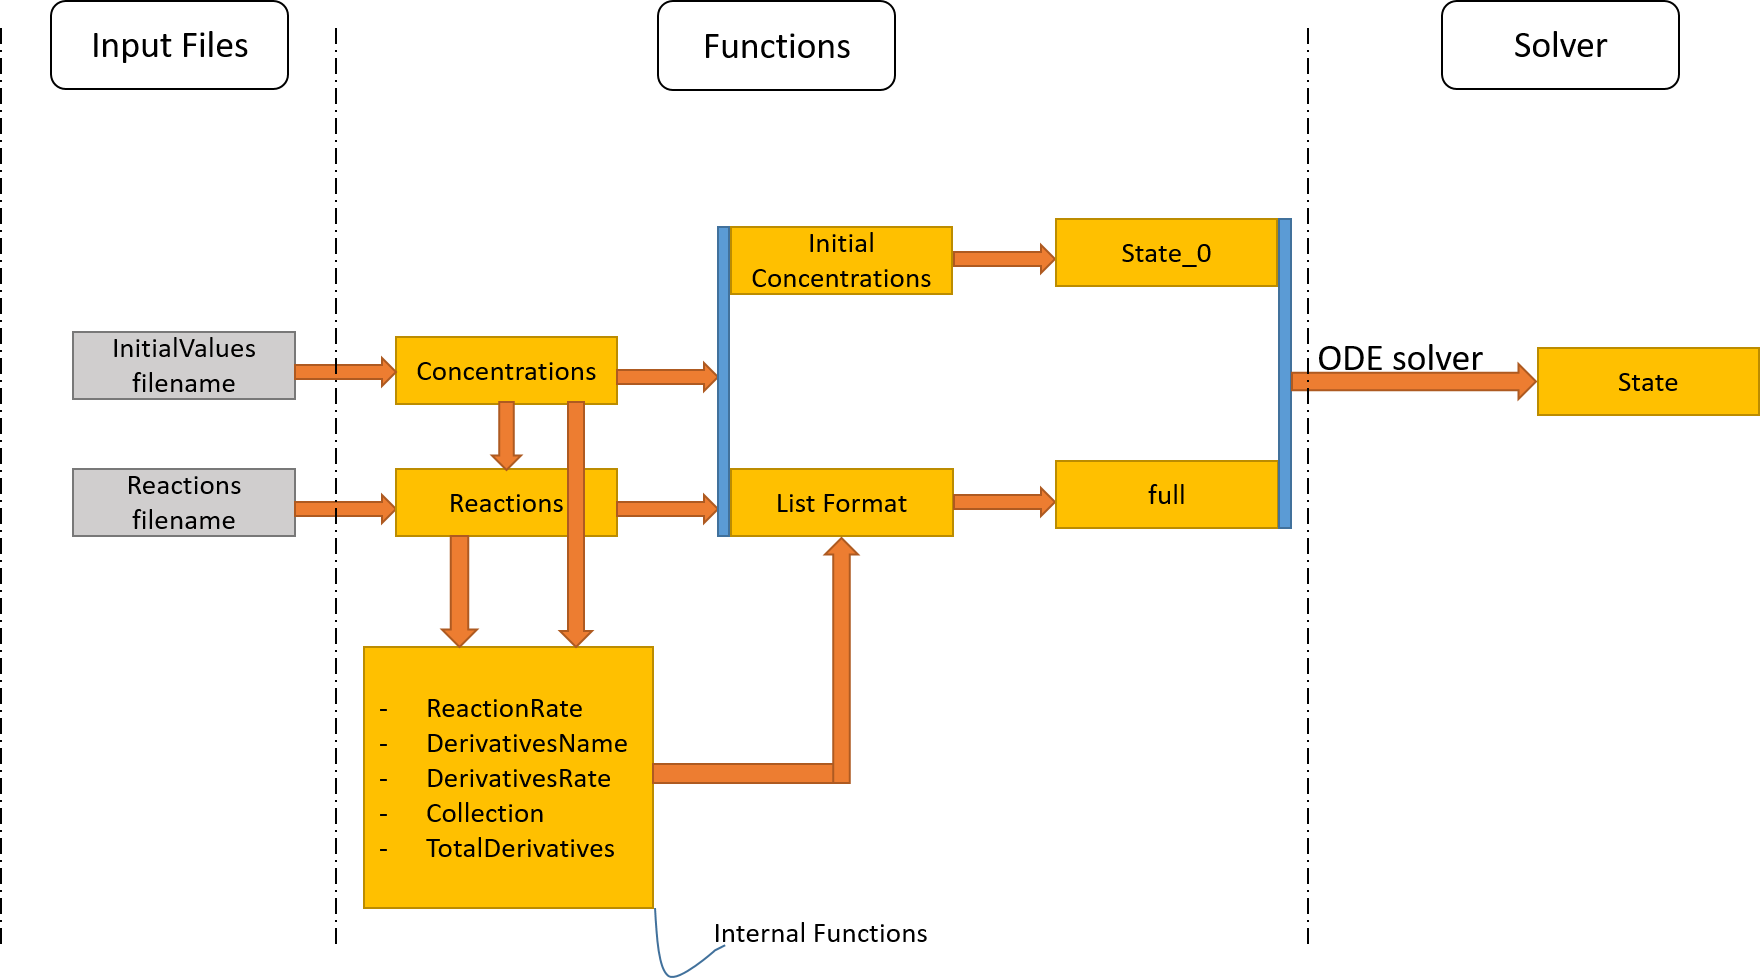 Input Files
Functions
Solver
Initial
Concentrations
State_0
InitialValues
filename
Concentrations
ODE solver
State
Reactions
filename
Reactions
List Format
full
- ReactionRate
- DerivativesName
- DerivativesRate
- Collection
- TotalDerivatives
Internal Functions